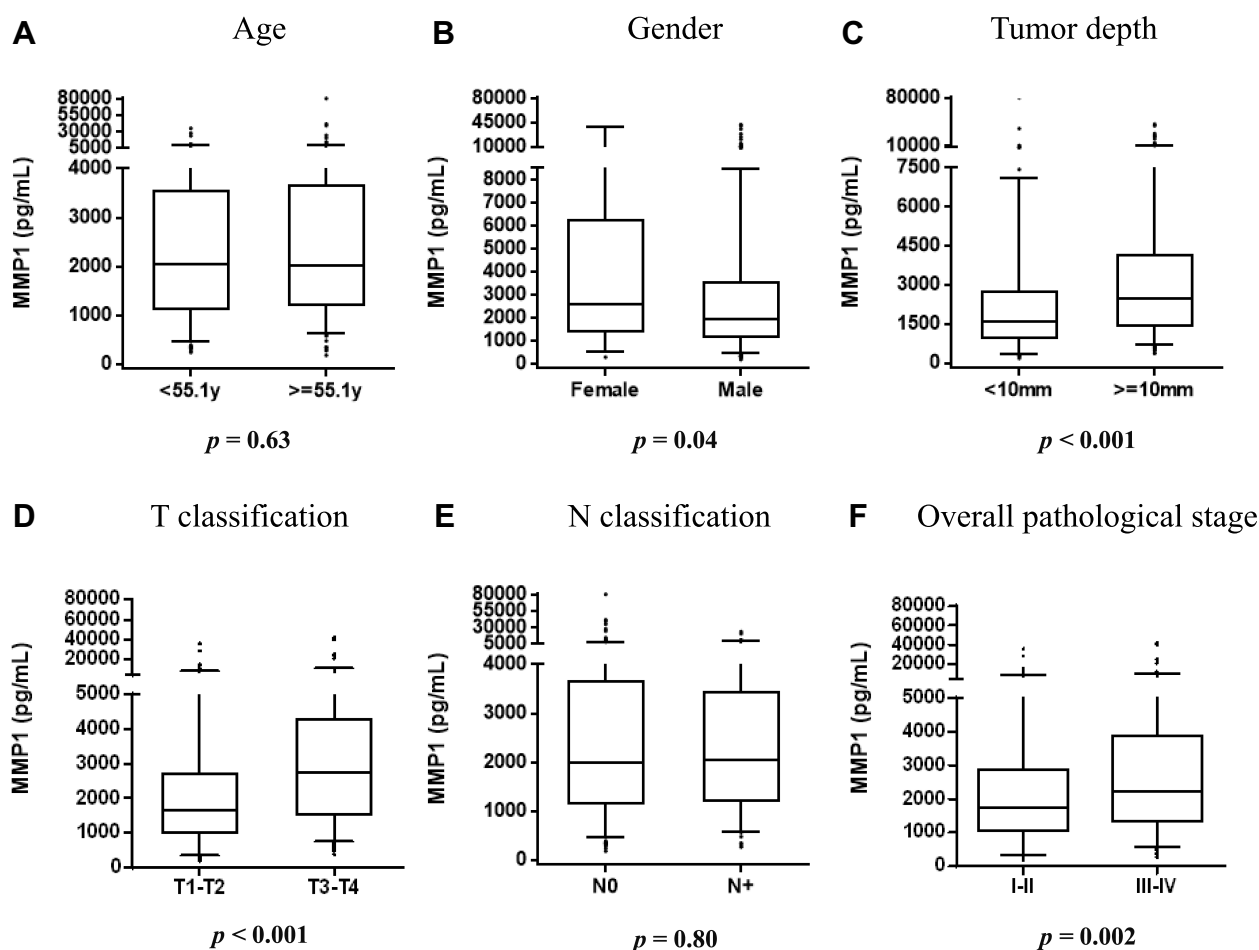 A Age
80000
55000
30000
5000
4000
3000
2000
1000
0
MMP1 (pg/mL)
<55.1y >=55.1y
p = 0.63
B Gender
80000
45000
10000
8000
7000
6000
5000
4000
3000
2000
1000
0
MMP1 (pg/mL)
Female Male
p = 0.04
C Tumor depth
80000
10000
7500
6000
4500
3000
1500
0
MMP1 (pg/mL)
<10mm >=10mm
p < 0.001
D T classification
80000
60000
40000
20000
5000
4000
3000
2000
1000
0
MMP1 (pg/mL)
T1-T2 T3-T4
p < 0.001
E N classification
80000
55000
30000
5000
4000
3000
2000
1000
0
MMP1 (pg/mL)
N0 N+
p = 0.80
F Overall pathological stage
80000
60000
40000
20000
5000
4000
3000
2000
1000
0
MMP1 (pg/mL)
I-II III-IV
p = 0.002